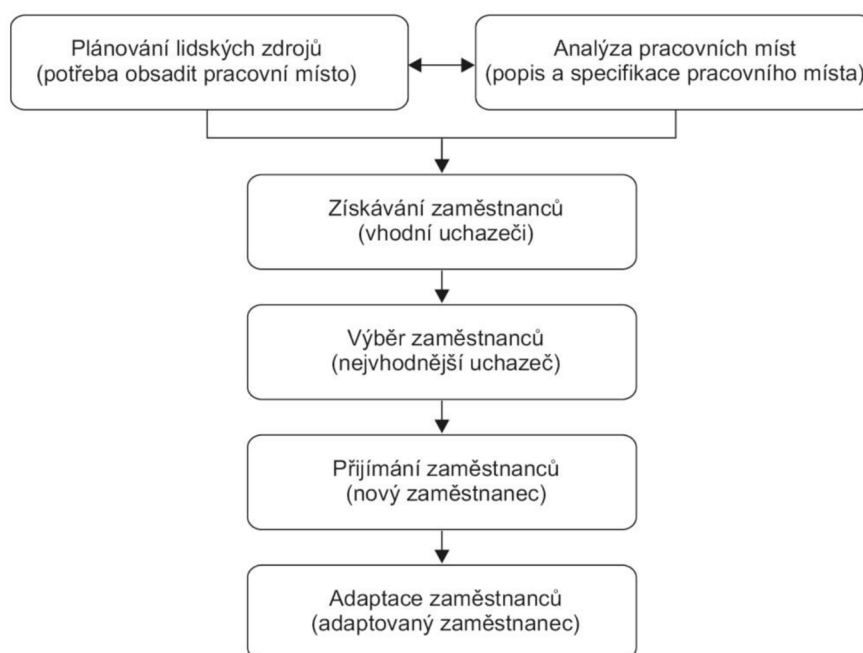 Plánování lidských zdrojů
(potřeba obsadit pracovní místo)
Analýza pracovních míst
(popis a specifikace pracovního místa)
Získávání zaměstnanců
(vhodní uchazeči)
Výběr zaměstnanců
(nejvhodnější uchazeč)
Přijímání zaměstnanců
(nový zaměstnanec)
Adaptace zaměstnanců
(adaptovaný zaměstnanec)